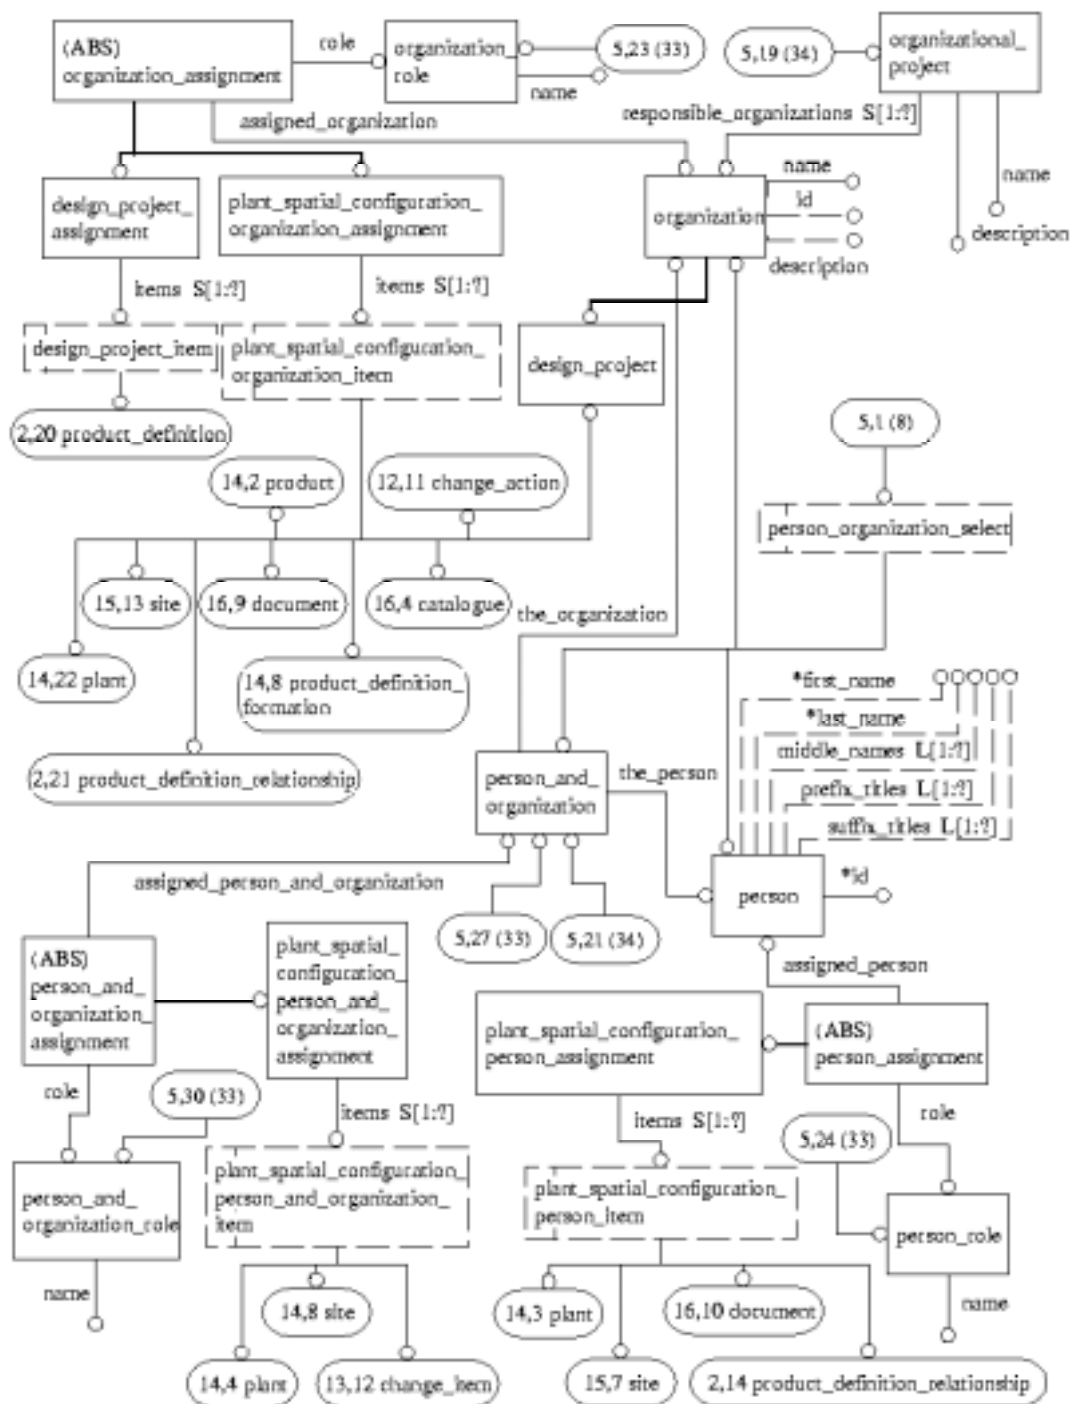 (ABS)
organization_assignment
role
organization_
role
5,23 (33)
name
5,19 (34)
organizational_
project
assigned_organization
responsible_organizations S[1:?]
name
description
design_project_
assignment
plant_spatial_configuration_
organization_assignment
organization
name
id
description
items S[1:?]
items S[1:?]
design_project_item
plant_spatial_configuration_
organization_item
design_project
2,20 product_definition
5,1 (8)
14,2 product
12,11 change_action
person_organization_select
15,13 site
16,9 document
16,4 catalogue
the_organization
14,22 plant
14,8 product_definition_
formation
2,21 product_definition_relationship
*first_name
*last_name
middle_names L[1:?]
prefix_titles L[1:?]
suffix_titles L[1:?]
person_and_
organization
the_person
person
*id
assigned_person_and_organization
5,27 (33)
5,21 (34)
assigned_person
(ABS)
person_and_
organization_
assignment
plant_spatial_
configuration_
person_and_
organization_
assignment
plant_spatial_configuration_
person_assignment
(ABS)
person_assignment
role
5,30 (33)
items S[1:?]
items S[1:?]
5,24 (33)
role
person_and_
organization_role
plant_spatial_configuration_
person_and_organization_
item
plant_spatial_configuration_
person_item
person_role
name
14,8 site
14,3 plant
16,10 document
name
14,4 plant
13,12 change_item
15,7 site
2,14 product_definition_relationship